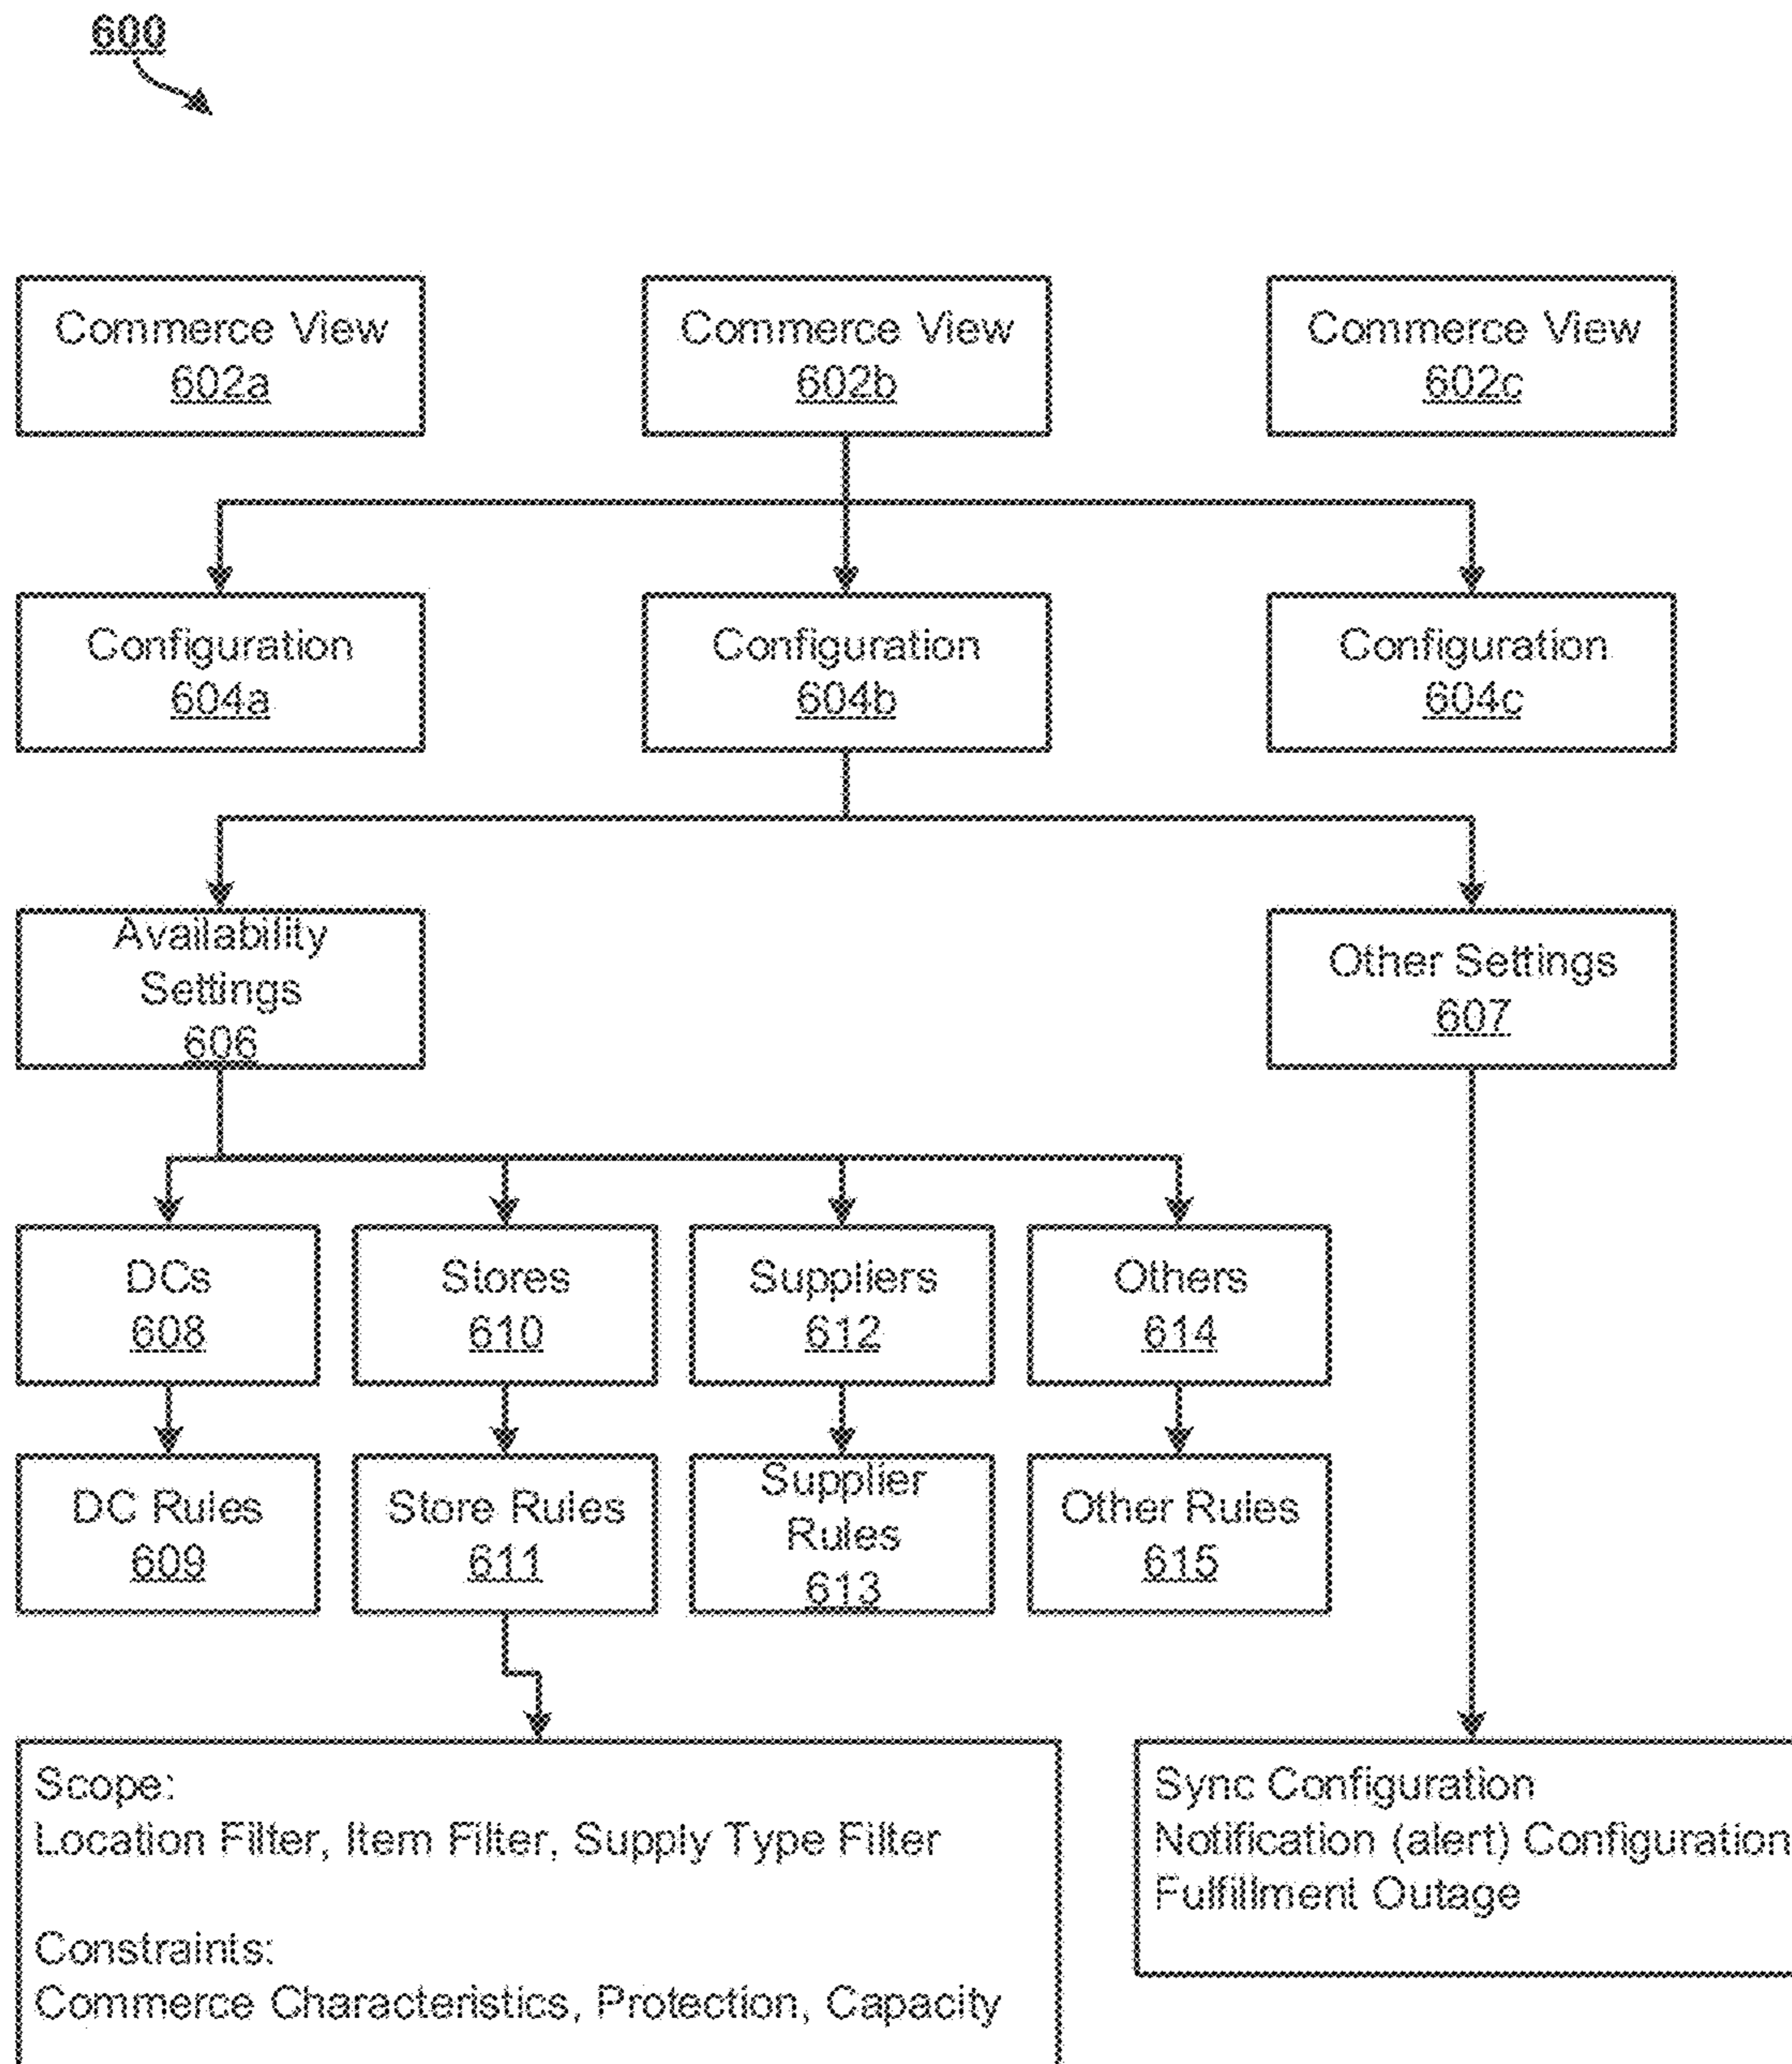 600
Commerce View
602a
Commerce View
602b
Commerce View
602c
Configuration
604a
Configuration
604b
Configuration
604c
Availability
Settings
606
Other Settings
607
DCs
608
Stores
610
Suppliers
612
Others
614
DC Rules
609
Store Rules
611
Supplier
Rules
613
Other Rules
615
Scope:
Location Filter, Item Filter, Supply Type Filter
Constraints:
Commerce Characteristics, Protection, Capacity
Sync Configuration
Notification (alert) Configuration
Fulfillment Outage